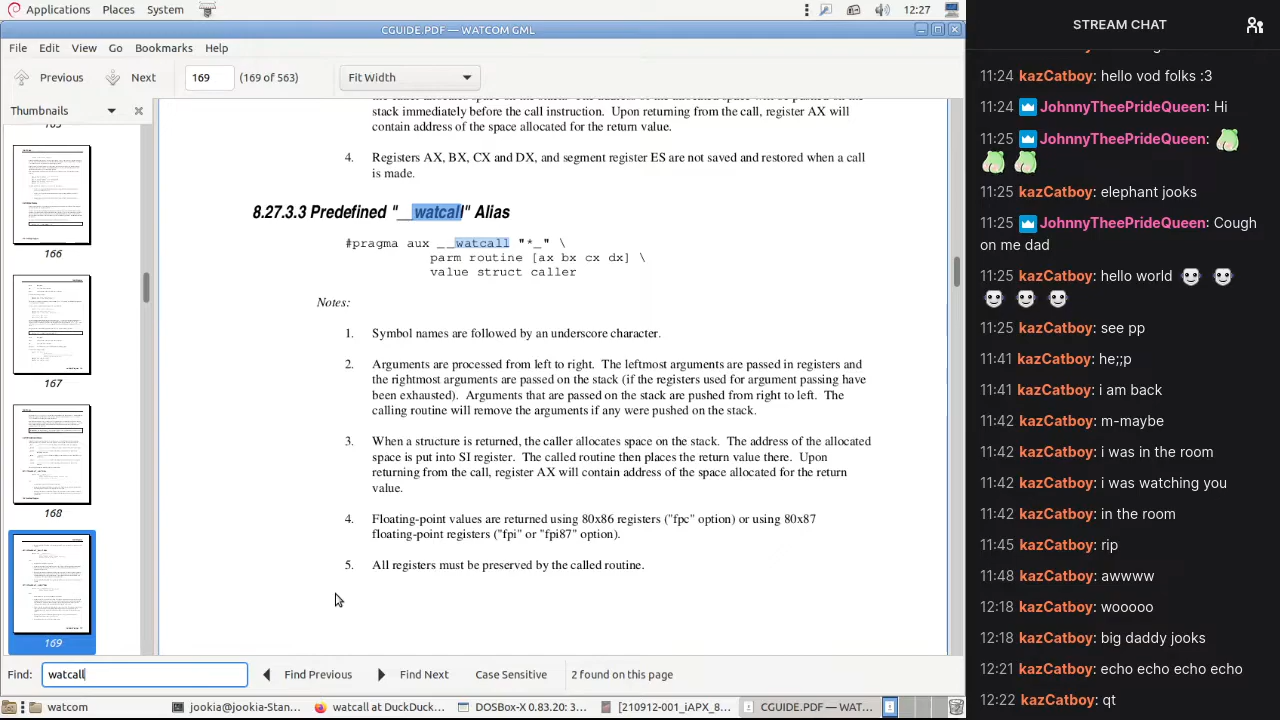 Applications Places System
12:27
CGUIDE.PDF — WATCOM GML
File Edit View Go Bookmarks Help
Previous Next 169 (169 of 563) Fit Width
Thumbnails
166
167
168
169
stack immediately before the call instruction. Upon returning from the call, register AX will
contain address of the space allocated for the return value.
4. Registers AX, BX, CX and DX, and segment register ES are not saved and restored when a call
is made.
8.27.3.3 Predefined "__watcall" Alias
#pragma aux __watcall "*_" \
parm routine [ax bx cx dx] \
value struct caller
Notes:
1. Symbol names are followed by an underscore character.
2. Arguments are processed from left to right. The leftmost arguments are passed in registers and
the rightmost arguments are passed on the stack (if the registers used for argument passing have
been exhausted). Arguments that are passed on the stack are pushed from right to left. The
calling routine will remove the arguments if any were pushed on the stack.
3. When a structure is returned, the caller allocates space on the stack. The address of the allocated
space is put into SI register. The called routine then places the return value there. Upon
returning from the call, register AX will contain address of the space allocated for the return
value.
4. Floating-point values are returned using 80x86 registers ("fpc" option) or using 80x87
floating-point registers ("fpi" or "fpi87" option).
5. All registers must be preserved by the called routine.
Find: watcall Find Previous Find Next Case Sensitive 2 found on this page
watcom jookia@jookia-Stan... DOSBox-X 0.83.20: 3... [210912-001_iAPX_8... CGUIDE.PDF — WAT...
STREAM CHAT
11:24 kazCatboy: hello vod folks :3
11:24 JohnnyTheePrideQueen: Hi
11:25 JohnnyTheePrideQueen:
11:25 kazCatboy: elephant jooks
11:25 JohnnyTheePrideQueen: Cough
on me dad
11:25 kazCatboy: hello world
11:25 kazCatboy: see pp
11:41 kazCatboy: he;;p
11:41 kazCatboy: i am back
11:42 kazCatboy: m-maybe
11:42 kazCatboy: i was in the room
11:42 kazCatboy: i was watching you
11:42 kazCatboy: in the room
11:45 kazCatboy: rip
11:48 kazCatboy: awwww
12:18 kazCatboy: wooooo
12:18 kazCatboy: big daddy jooks
12:21 kazCatboy: echo echo echo echo
12:22 kazCatboy: qt